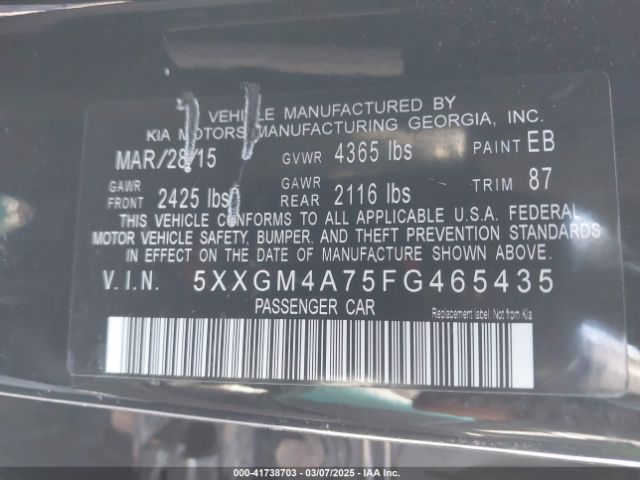 VEHICLE MANUFACTURED BY
KIA MOTORS MANUFACTURING GEORGIA, INC.
MAR/28/15 GVWR 4365 lbs PAINT EB
GAWR FRONT 2425 lbs GAWR REAR 2116 lbs TRIM 87
THIS VEHICLE CONFORMS TO ALL APPLICABLE U.S.A. FEDERAL
MOTOR VEHICLE SAFETY, BUMPER, AND THEFT PREVENTION STANDARDS
IN EFFECT ON THE DATE OF MANUFACTURE SHOWN ABOVE.
V.I.N. 5XXGM4A75FG465435
PASSENGER CAR
Replacement label: Not from Kia
000-41738703 — 03/07/2025 — IAA Inc.